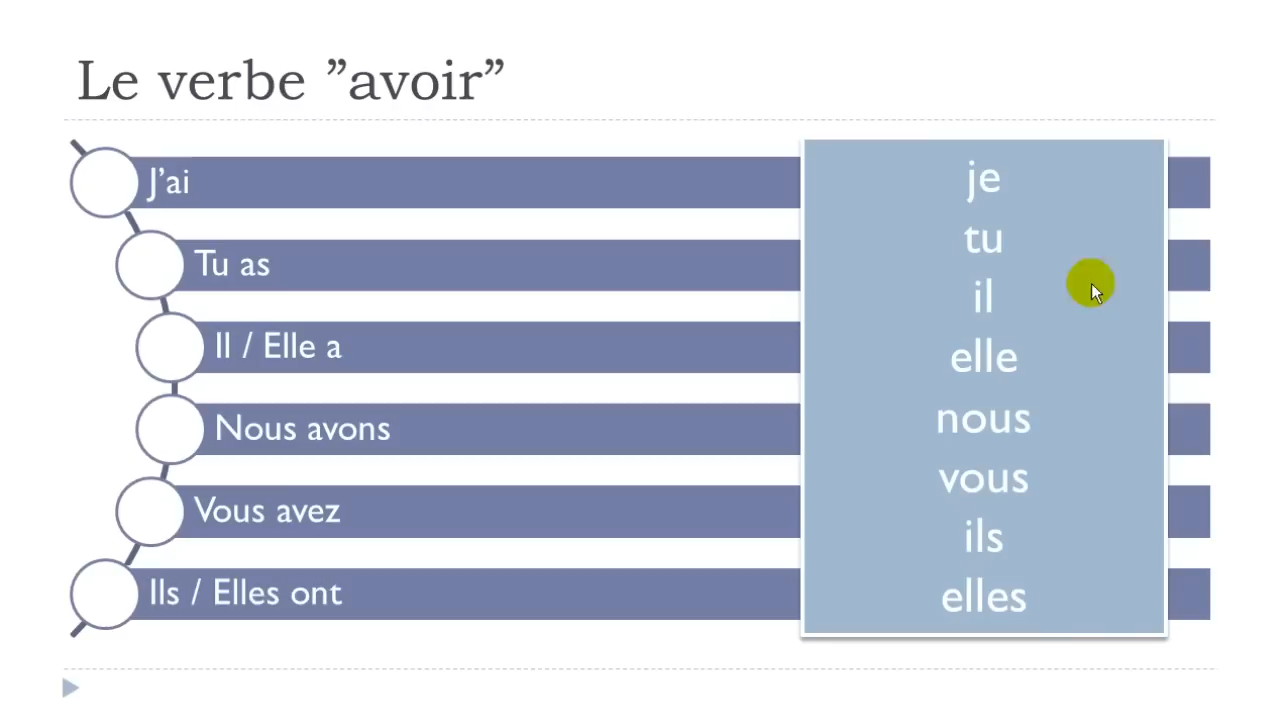 Le verbe ”avoir”
J’ai
Tu as
Il / Elle a
Nous avons
Vous avez
Ils / Elles ont
je
tu
il
elle
nous
vous
ils
elles